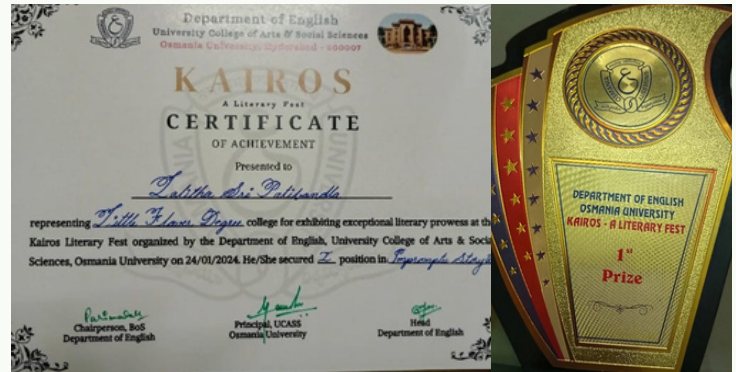 Department of English
University College of Arts & Social Sciences
Osmania University, Hyderabad - 500007
KAIROS
A Literary Fest
CERTIFICATE
OF ACHIEVEMENT
Presented to
Lalitha Sri Patibandla
representing Little Flower Degree college for exhibiting exceptional literary prowess at the
Kairos Literary Fest organized by the Department of English, University College of Arts & Social
Sciences, Osmania University on 24/01/2024. He/She secured I position in
Chairperson, BoS
Department of English
Principal, UCASS
Osmania University
Head
Department of English
DEPARTMENT OF ENGLISH
OSMANIA UNIVERSITY
KAIROS - A LITERARY FEST
1st
Prize